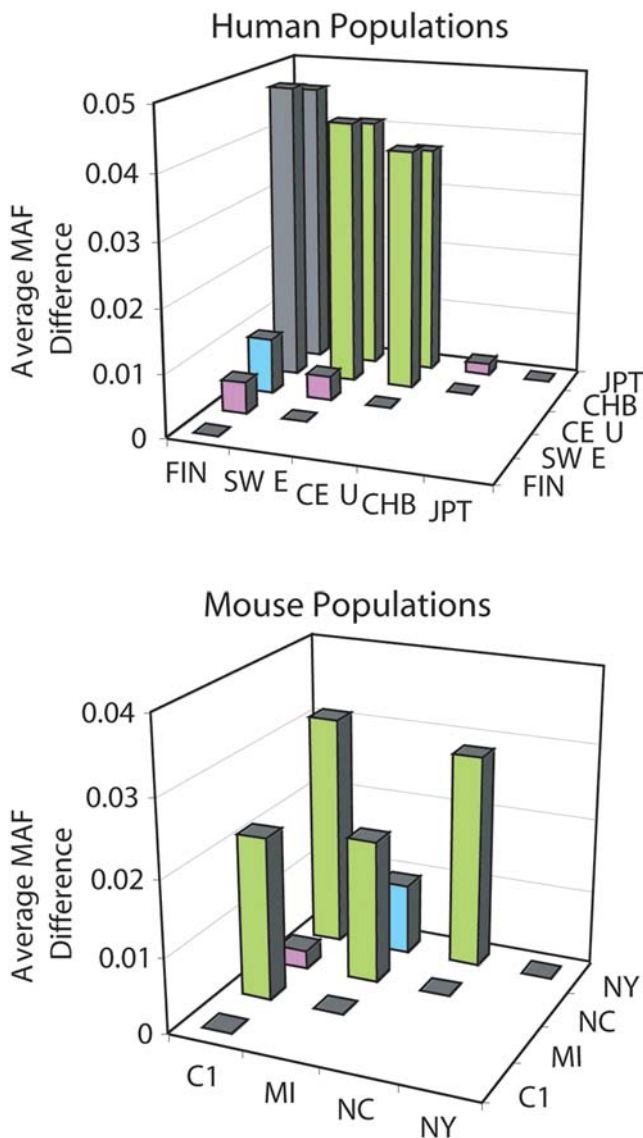 Human Populations
0.05
0.04
0.03
0.02
0.01
0
Average MAF
Difference
FIN
SW E
CE U
CHB
JPT
JPT
CHB
CE U
SW E
FIN
Mouse Populations
0.04
0.03
0.02
0.01
0
Average MAF
Difference
C1
MI
NC
NY
NY
NC
MI
C1